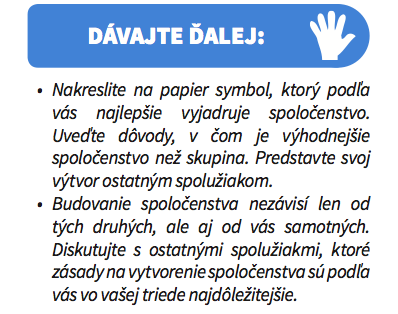 DÁVAJTE ĎALEJ:
• Nakreslite na papier symbol, ktorý podľa
vás najlepšie vyjadruje spoločenstvo.
Uveďte dôvody, v čom je výhodnejšie
spoločenstvo než skupina. Predstavte svoj
výtvor ostatným spolužiakom.
• Budovanie spoločenstva nezávisí len od
tých druhých, ale aj od vás samotných.
Diskutujte s ostatnými spolužiakmi, ktoré
zásady na vytvorenie spoločenstva sú podľa
vás vo vašej triede najdôležitejšie.